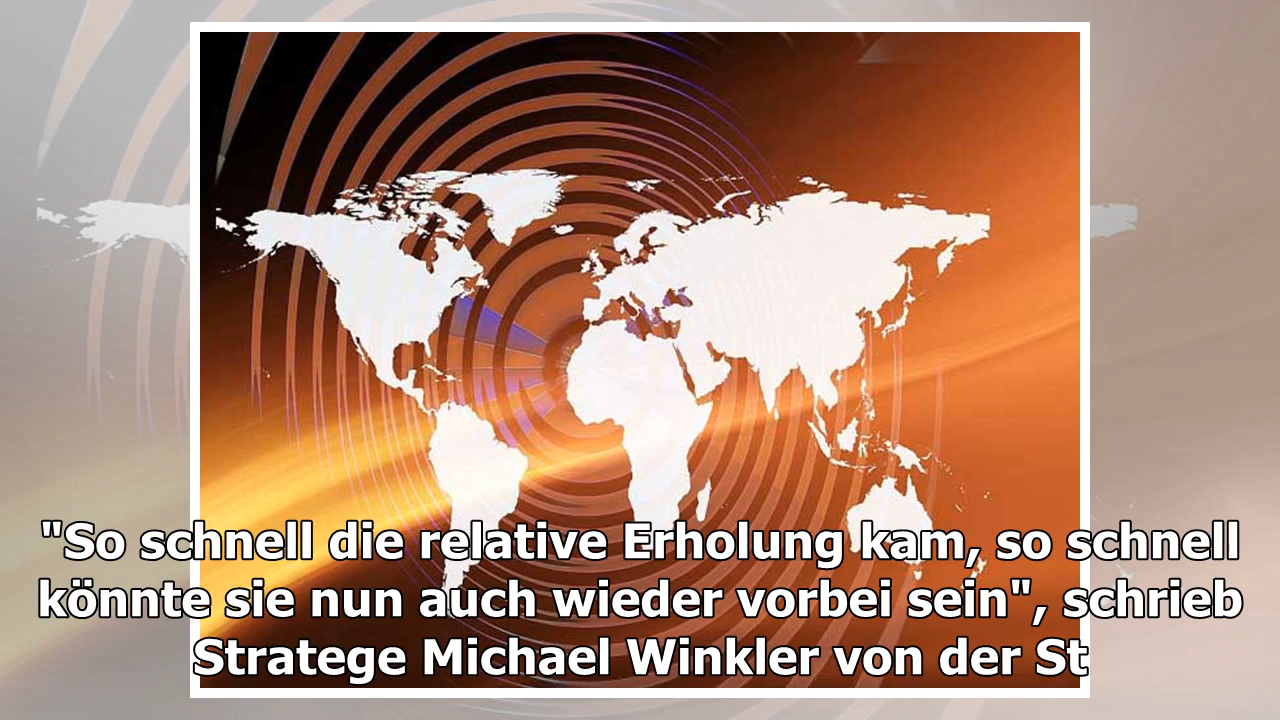 "So schnell die relative Erholung kam, so schnell
könnte sie nun auch wieder vorbei sein", schrieb
Stratege Michael Winkler von der St